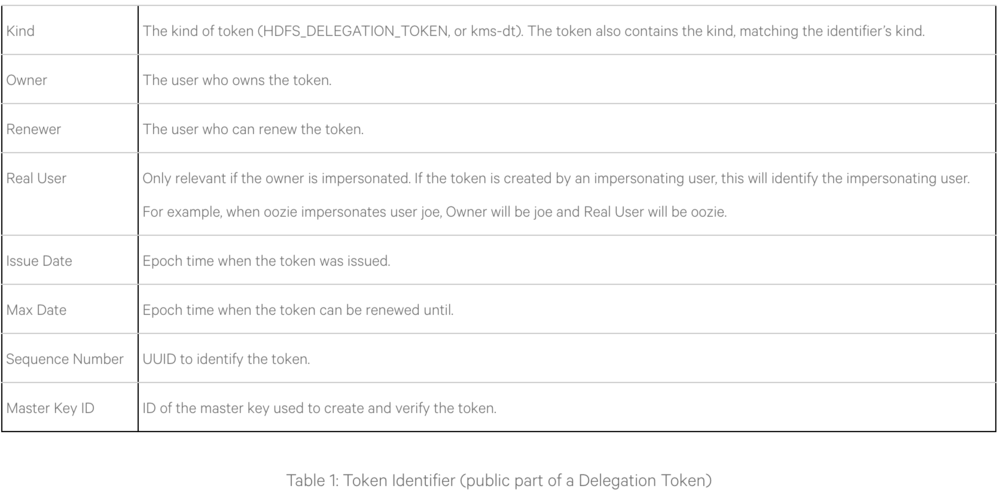 Kind The kind of token (HDFS_DELEGATION_TOKEN, or kms-dt). The token also contains the kind, matching the identifier’s kind.
Owner The user who owns the token.
Renewer The user who can renew the token.
Real User Only relevant if the owner is impersonated. If the token is created by an impersonating user, this will identify the impersonating user.
For example, when oozie impersonates user joe, Owner will be joe and Real User will be oozie.
Issue Date Epoch time when the token was issued.
Max Date Epoch time when the token can be renewed until.
Sequence Number UUID to identify the token.
Master Key ID ID of the master key used to create and verify the token.
Table 1: Token Identifier (public part of a Delegation Token)